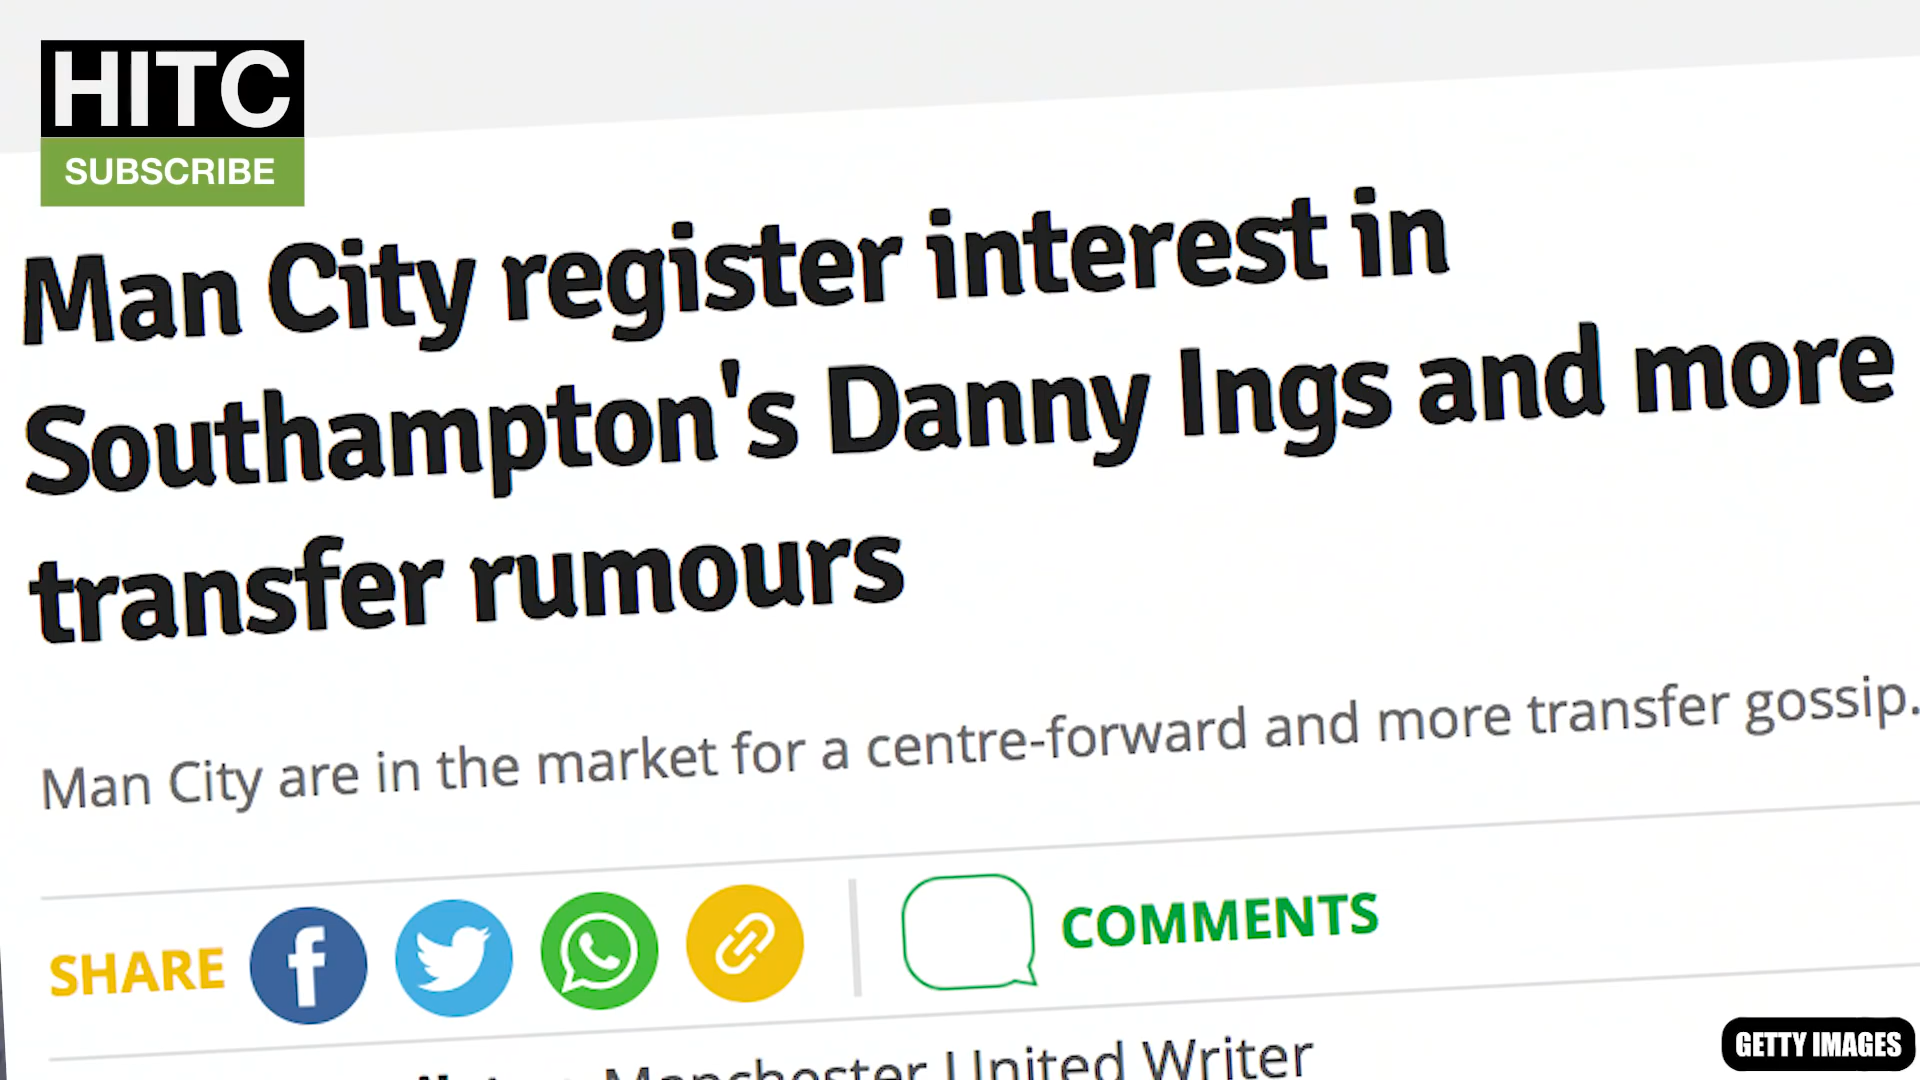 HITC
SUBSCRIBE
Man City register interest in
Southampton's Danny Ings and more
transfer rumours
Man City are in the market for a centre-forward and more transfer gossip.
SHARE
COMMENTS
Manchester United Writer
GETTY IMAGES